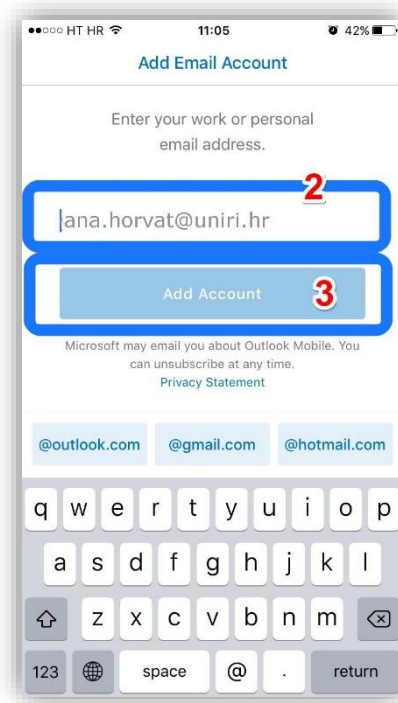 ●●○○○ HT HR 11:05 42%
Add Email Account
Enter your work or personal
email address.
2
ana.horvat@uniri.hr
Add Account 3
Microsoft may email you about Outlook Mobile. You
can unsubscribe at any time.
Privacy Statement
@outlook.com @gmail.com @hotmail.com
q w e r t y u i o p
a s d f g h j k l
z x c v b n m
123 space @ . return